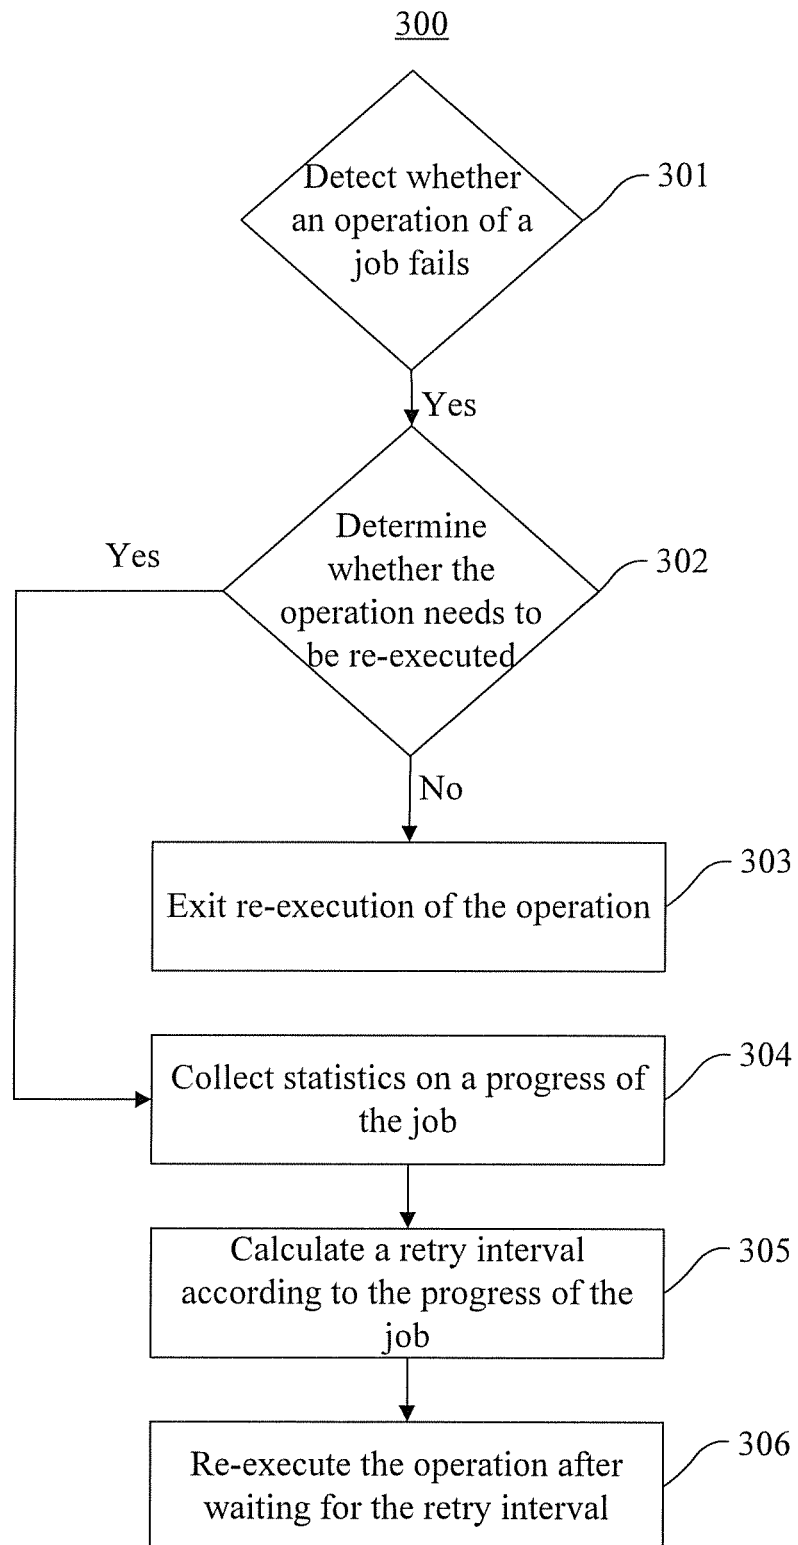 300
Detect whether
an operation of a
job fails
301
Yes
Determine
whether the
operation needs to
be re-executed
302
Yes
No
Exit re-execution of the operation
303
Collect statistics on a progress of
the job
304
Calculate a retry interval
according to the progress of the
job
305
Re-execute the operation after
waiting for the retry interval
306